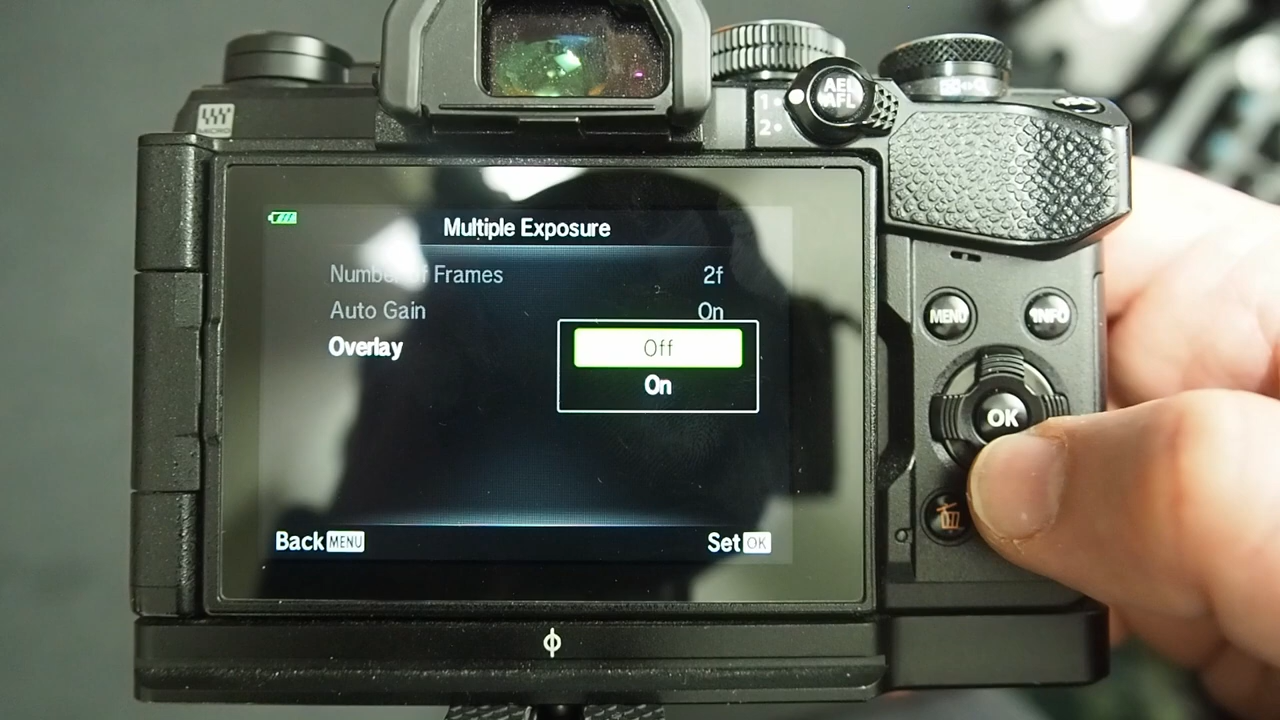 AEL
AFL
1
2
Multiple Exposure
Number of Frames 2f
Auto Gain On
Overlay
Off
On
Back MENU
Set OK
MENU
INFO
OK